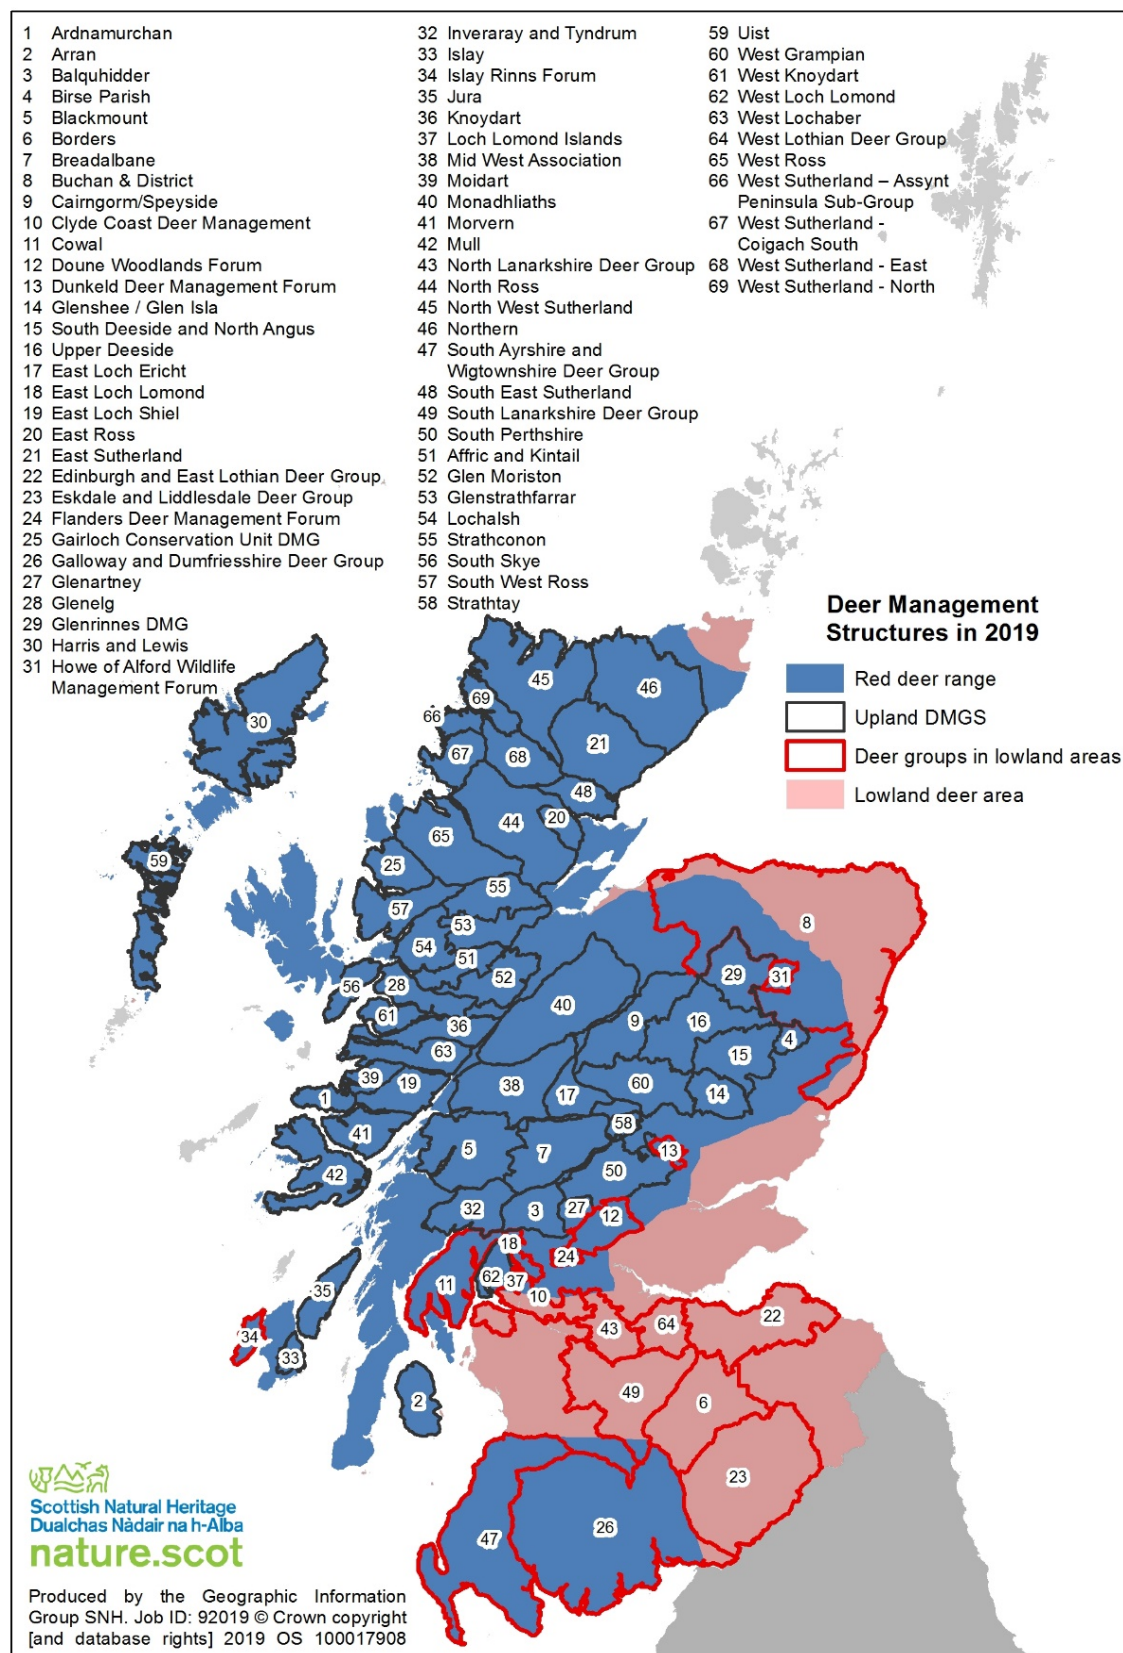 1 Ardnamurchan
2 Arran
3 Balquhidder
4 Birse Parish
5 Blackmount
6 Borders
7 Breadalbane
8 Buchan & District
9 Cairngorm/Speyside
10 Clyde Coast Deer Management
11 Cowal
12 Doune Woodlands Forum
13 Dunkeld Deer Management Forum
14 Glenshee / Glen Isla
15 South Deeside and North Angus
16 Upper Deeside
17 East Loch Ericht
18 East Loch Lomond
19 East Loch Shiel
20 East Ross
21 East Sutherland
22 Edinburgh and East Lothian Deer Group
23 Eskdale and Liddlesdale Deer Group
24 Flanders Deer Management Forum
25 Gairloch Conservation Unit DMG
26 Galloway and Dumfriesshire Deer Group
27 Glenartney
28 Glenelg
29 Glenrinnes DMG
30 Harris and Lewis
31 Howe of Alford Wildlife
Management Forum
32 Inveraray and Tyndrum
33 Islay
34 Islay Rinns Forum
35 Jura
36 Knoydart
37 Loch Lomond Islands
38 Mid West Association
39 Moidart
40 Monadhliaths
41 Morvern
42 Mull
43 North Lanarkshire Deer Group
44 North Ross
45 North West Sutherland
46 Northern
47 South Ayrshire and
Wigtownshire Deer Group
48 South East Sutherland
49 South Lanarkshire Deer Group
50 South Perthshire
51 Affric and Kintail
52 Glen Moriston
53 Glenstrathfarrar
54 Lochalsh
55 Strathconon
56 South Skye
57 South West Ross
58 Strathtay
59 Uist
60 West Grampian
61 West Knoydart
62 West Loch Lomond
63 West Lochaber
64 West Lothian Deer Group
65 West Ross
66 West Sutherland – Assynt
Peninsula Sub-Group
67 West Sutherland -
Coigach South
68 West Sutherland - East
69 West Sutherland - North
Deer Management
Structures in 2019
Red deer range
Upland DMGS
Deer groups in lowland areas
Lowland deer area
45
46
69
66
30
67
68
21
48
20
44
65
59
25
55
57
53
8
54
51
29
31
52
56
28
40
61
9
16
36
4
63
15
39
19
38
17
60
14
1
58
41
5
7
13
50
42
32
3
27
12
18
24
62
37
11
10
35
22
34
43
64
33
49
2
6
23
26
47
Scottish Natural Heritage
Dualchas Nàdair na h-Alba
nature.scot
Produced by the Geographic Information
Group SNH. Job ID: 92019 © Crown copyright
[and database rights] 2019 OS 100017908